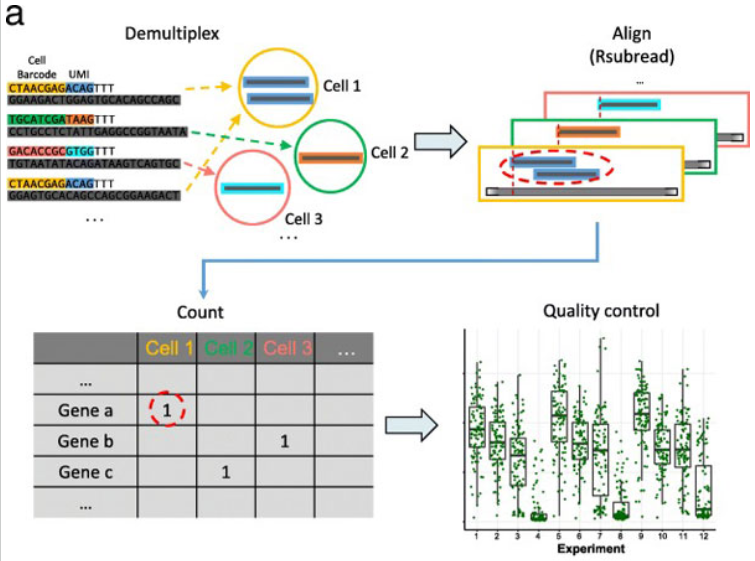 a
Demultiplex
Cell
Barcode UMI
CTAACGAGACAGTTT
GGAAGACTGGAGTGCACAGCCAGC
TGCATCGATAAGTTT
CCTGCCTCTATTGAGGCCGGTAATA
GACACCGCGTGGTTT
TGTAATATACAGATAAGTCAGTGC
CTAACGAGACAGTTT
GGAGTGCACAGCCAGCGGAAGACT
...
Cell 1
Cell 2
Cell 3
...
Align
(Rsubread)
...
Count
Cell 1 Cell 2 Cell 3 ...
...
Gene a 1
Gene b 1
Gene c 1
...
Quality control
1 2 3 4 5 6 7 8 9 10 11 12
Experiment